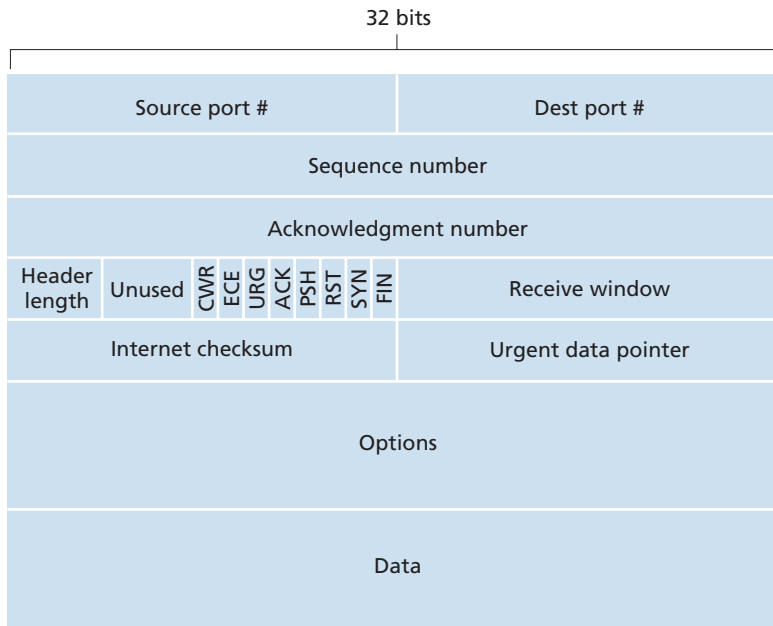 32 bits
Source port #
Dest port #
Sequence number
Acknowledgment number
Header
length
Unused
CWR
ECE
URG
ACK
PSH
RST
SYN
FIN
Receive window
Internet checksum
Urgent data pointer
Options
Data